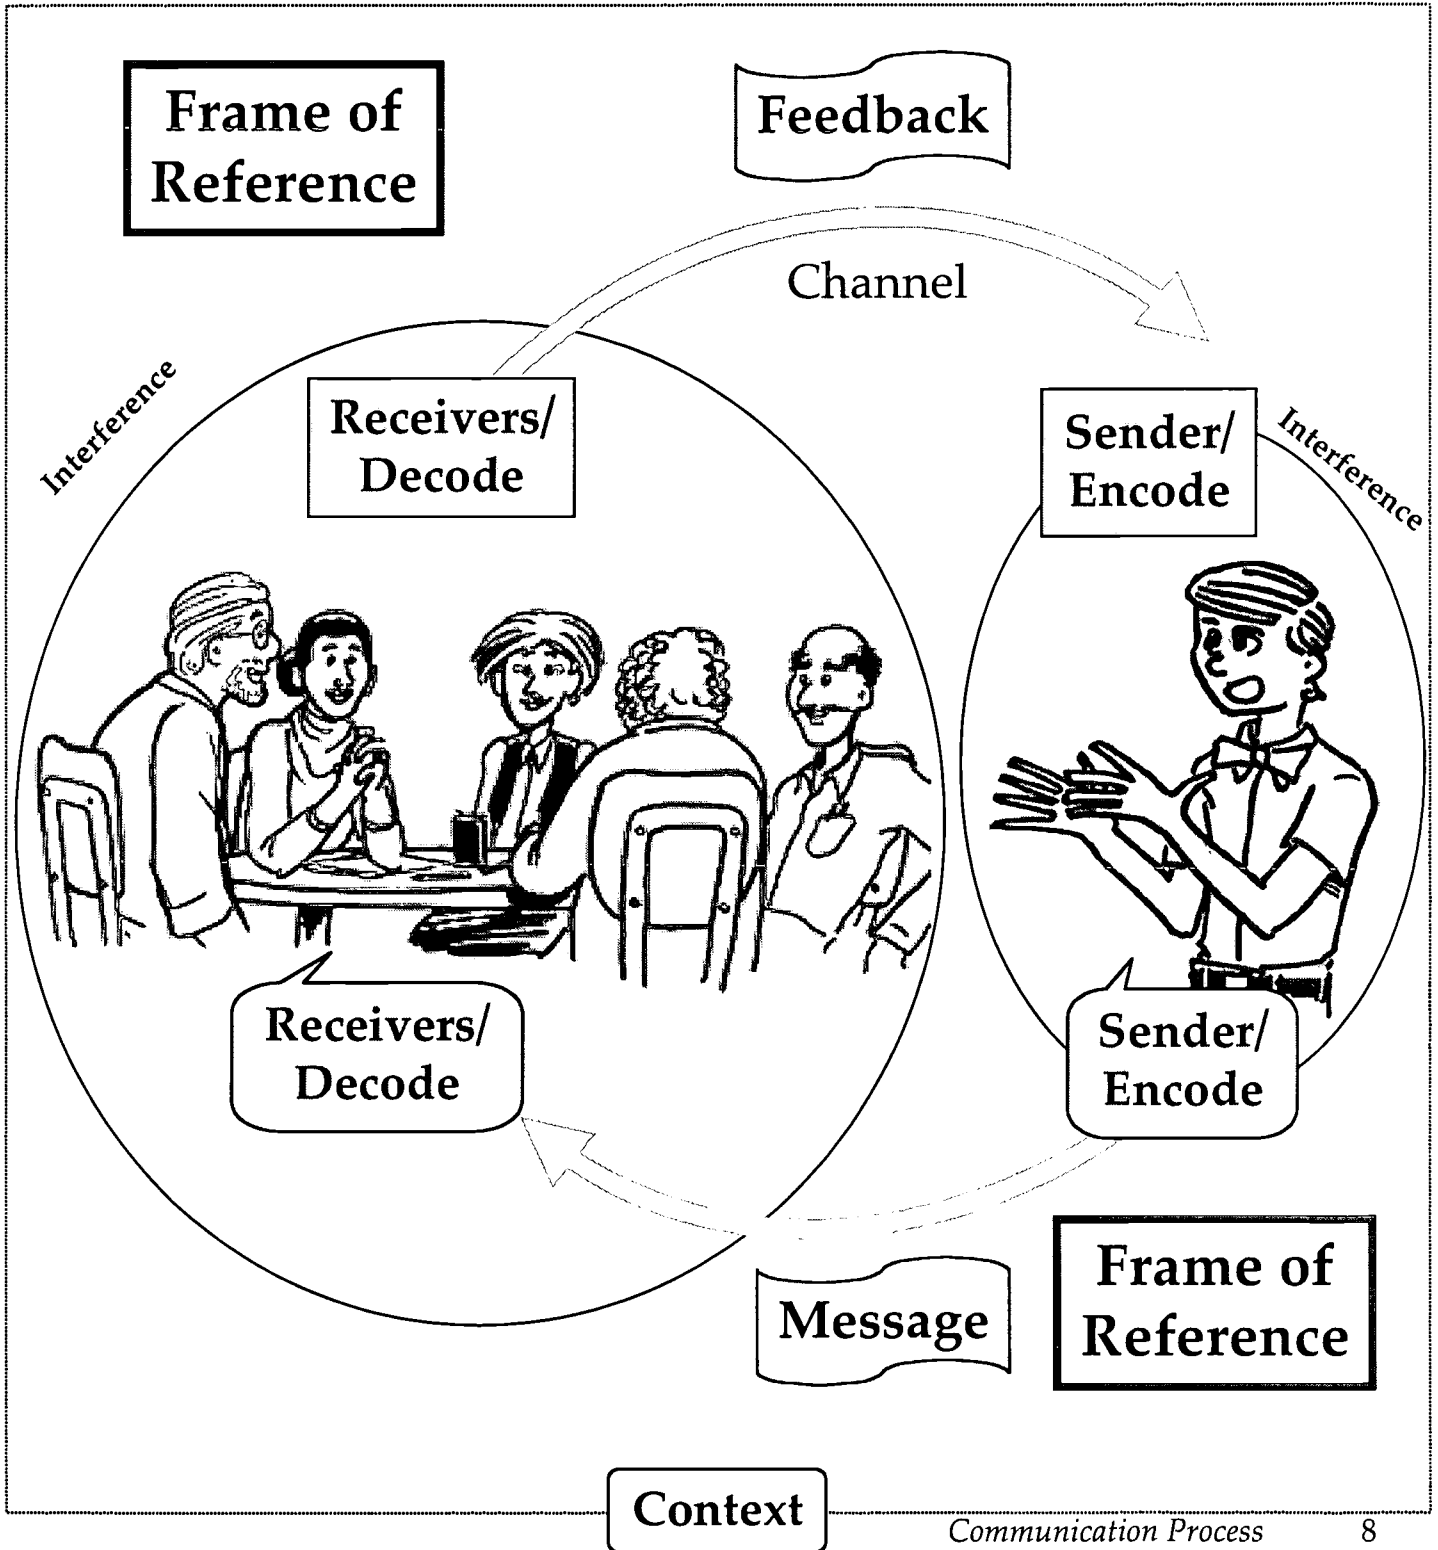 Frame of
Reference
Feedback
Channel
Interference
Receivers/
Decode
Sender/
Encode
Interference
Receivers/
Decode
Sender/
Encode
Message
Frame of
Reference
Context
Communication Process 8